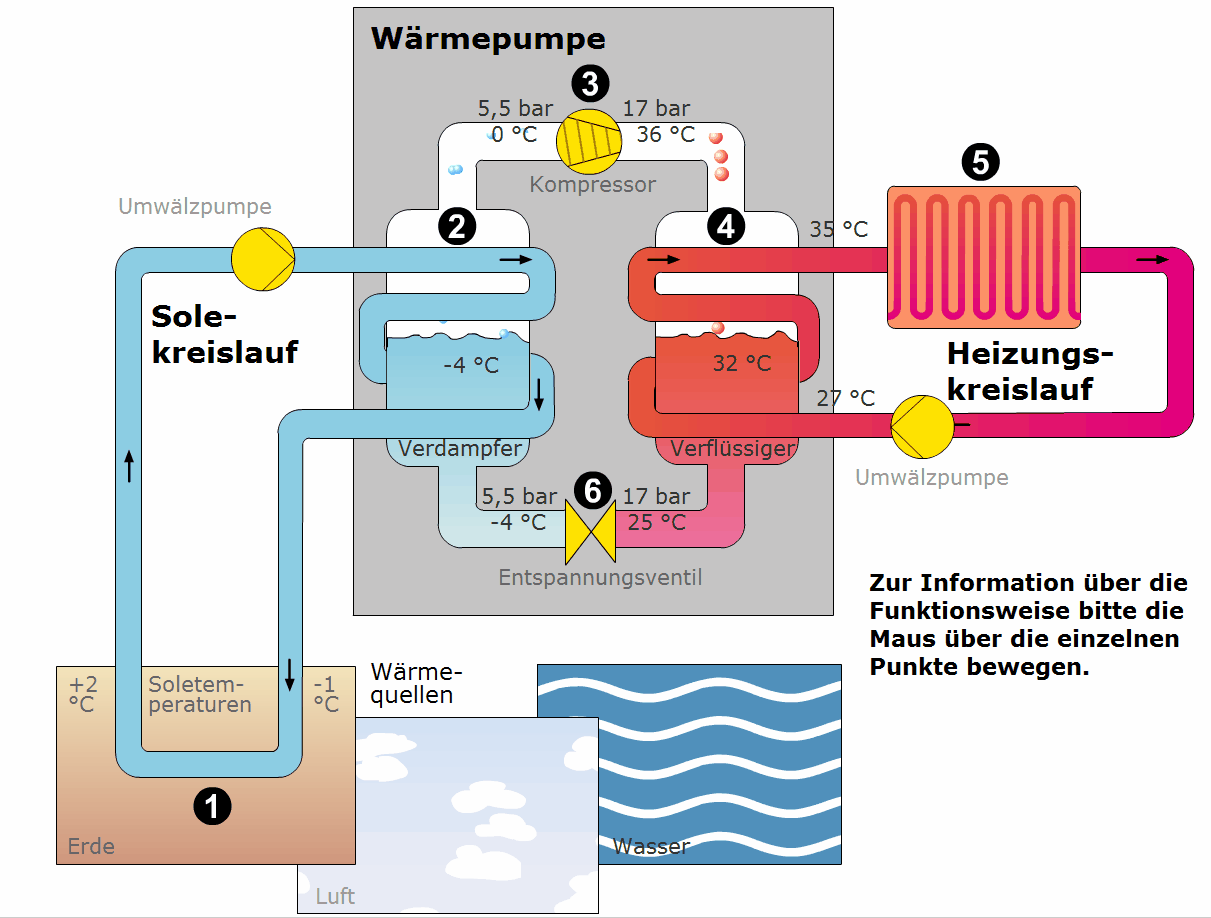 Wärmepumpe
3
5,5 bar
17 bar
0 °C
36 °C
Kompressor
5
Umwälzpumpe
2
4
35 °C
Sole-
kreislauf
-4 °C
32 °C
Heizungs-
kreislauf
27 °C
Verdampfer
Verflüssiger
Umwälzpumpe
6
5,5 bar
17 bar
-4 °C
25 °C
Entspannungsventil
Zur Information über die
Funktionsweise bitte die
Maus über die einzelnen
Punkte bewegen.
+2
°C
Soletem-
peraturen
-1
°C
Wärme-
quellen
1
Erde
Wasser
Luft